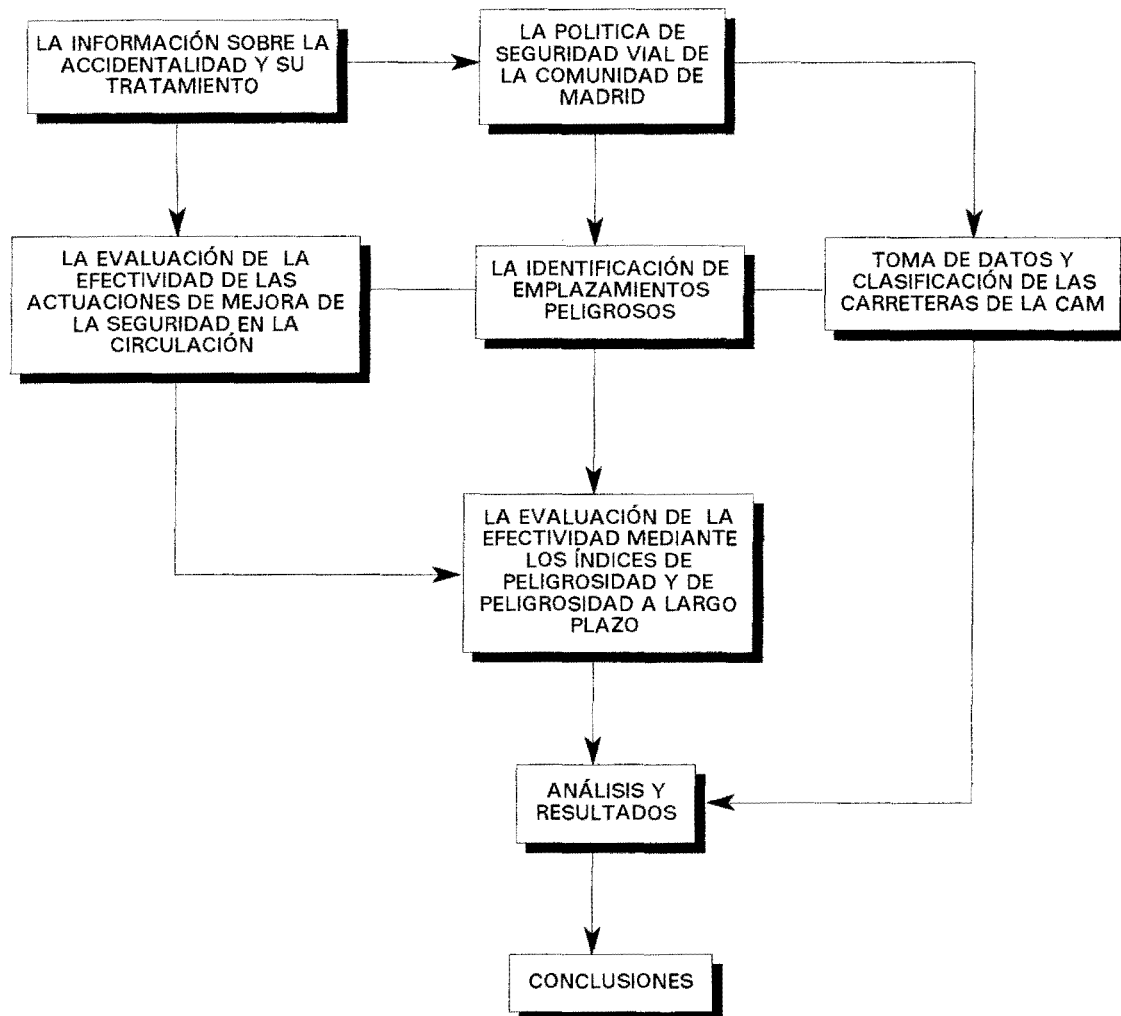 LA INFORMACIÓN SOBRE LA
ACCIDENTALIDAD Y SU
TRATAMIENTO
LA POLITICA DE
SEGURIDAD VIAL DE
LA COMUNIDAD DE
MADRID
LA EVALUACIÓN DE LA
EFECTIVIDAD DE LAS
ACTUACIONES DE MEJORA DE
LA SEGURIDAD EN LA
CIRCULACIÓN
LA IDENTIFICACIÓN DE
EMPLAZAMIENTOS
PELIGROSOS
TOMA DE DATOS Y
CLASIFICACIÓN DE LAS
CARRETERAS DE LA CAM
LA EVALUACIÓN DE LA
EFECTIVIDAD MEDIANTE
LOS ÍNDICES DE
PELIGROSIDAD Y DE
PELIGROSIDAD A LARGO
PLAZO
ANÁLISIS Y
RESULTADOS
CONCLUSIONES